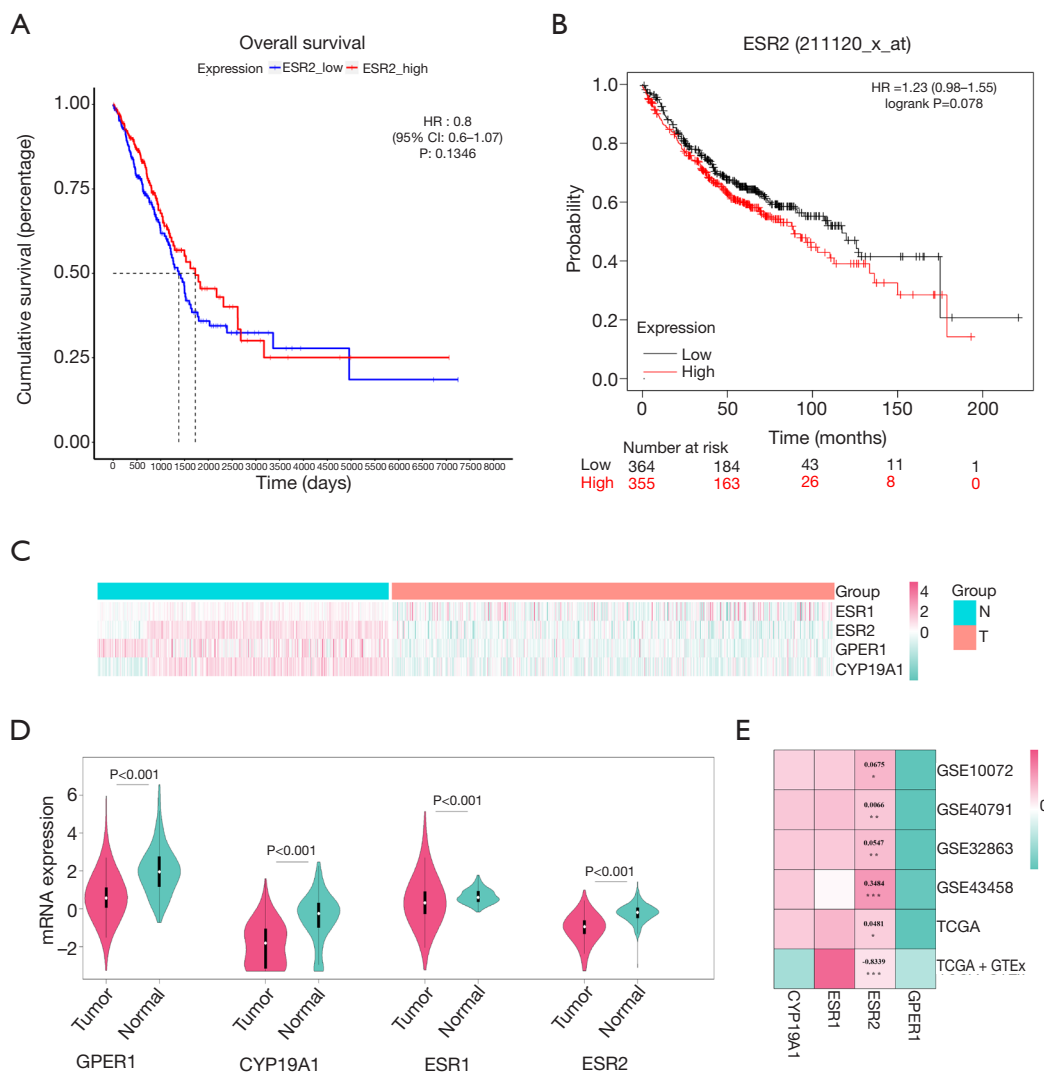 A
Overall survival
Expression ESR2_low ESR2_high
HR : 0.8
(95% CI: 0.6–1.07)
P: 0.1346
Cumulative survival (percentage)
1.00
0.75
0.50
0.25
0.00
0 500 1000 1500 2000 2500 3000 3500 4000 4500 5000 5500 6000 6500 7000 7500 8000
Time (days)
B
ESR2 (211120_x_at)
HR =1.23 (0.98–1.55)
logrank P=0.078
Probability
1.0
0.8
0.6
0.4
0.2
0.0
Expression
Low
High
0 50 100 150 200
Time (months)
Number at risk
Low 364 184 43 11 1
High 355 163 26 8 0
C
Group
ESR1
ESR2
GPER1
CYP19A1
4
2
0
Group
N
T
D
mRNA expression
6
4
2
0
−2
P<0.001
P<0.001
P<0.001
P<0.001
Tumor Normal Tumor Normal Tumor Normal Tumor Normal
GPER1 CYP19A1 ESR1 ESR2
E
0.0675
*
GSE10072
0.0066
**
GSE40791
0.0547
**
GSE32863
0.3484
***
GSE43458
0.0481
*
TCGA
-0.8339
***
TCGA + GTEx
CYP19A1 ESR1 ESR2 GPER1
0